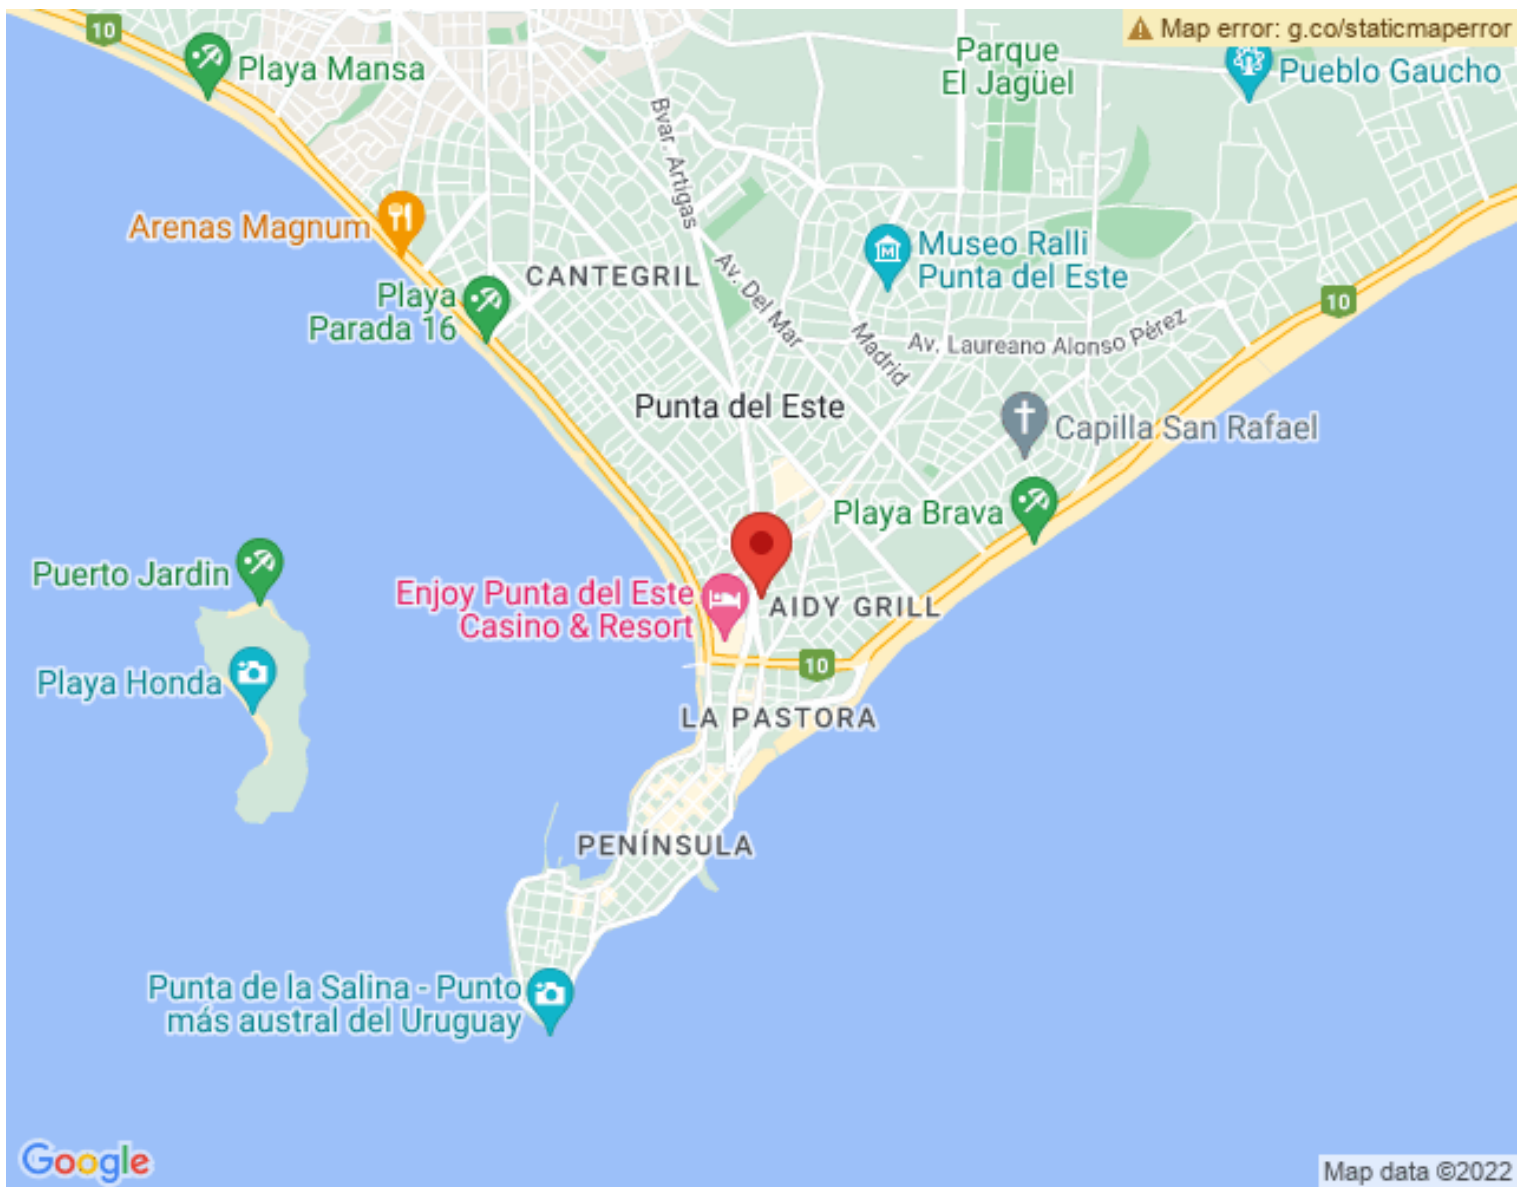 10
Map error: g.co/staticmaperror
Playa Mansa
Parque
El Jagüel
Pueblo Gaucho
Bvar. Artigas
Arenas Magnum
Museo Ralli
Punta del Este
CANTEGRIL
Av. Del Mar
Playa
Parada 16
10
Madrid
Av. Laureano Alonso Pérez
Punta del Este
Capilla San Rafael
Playa Brava
Puerto Jardin
Enjoy Punta del Este
Casino & Resort
AIDY GRILL
10
Playa Honda
LA PASTORA
PENÍNSULA
Punta de la Salina - Punto
más austral del Uruguay
Google
Map data ©2022